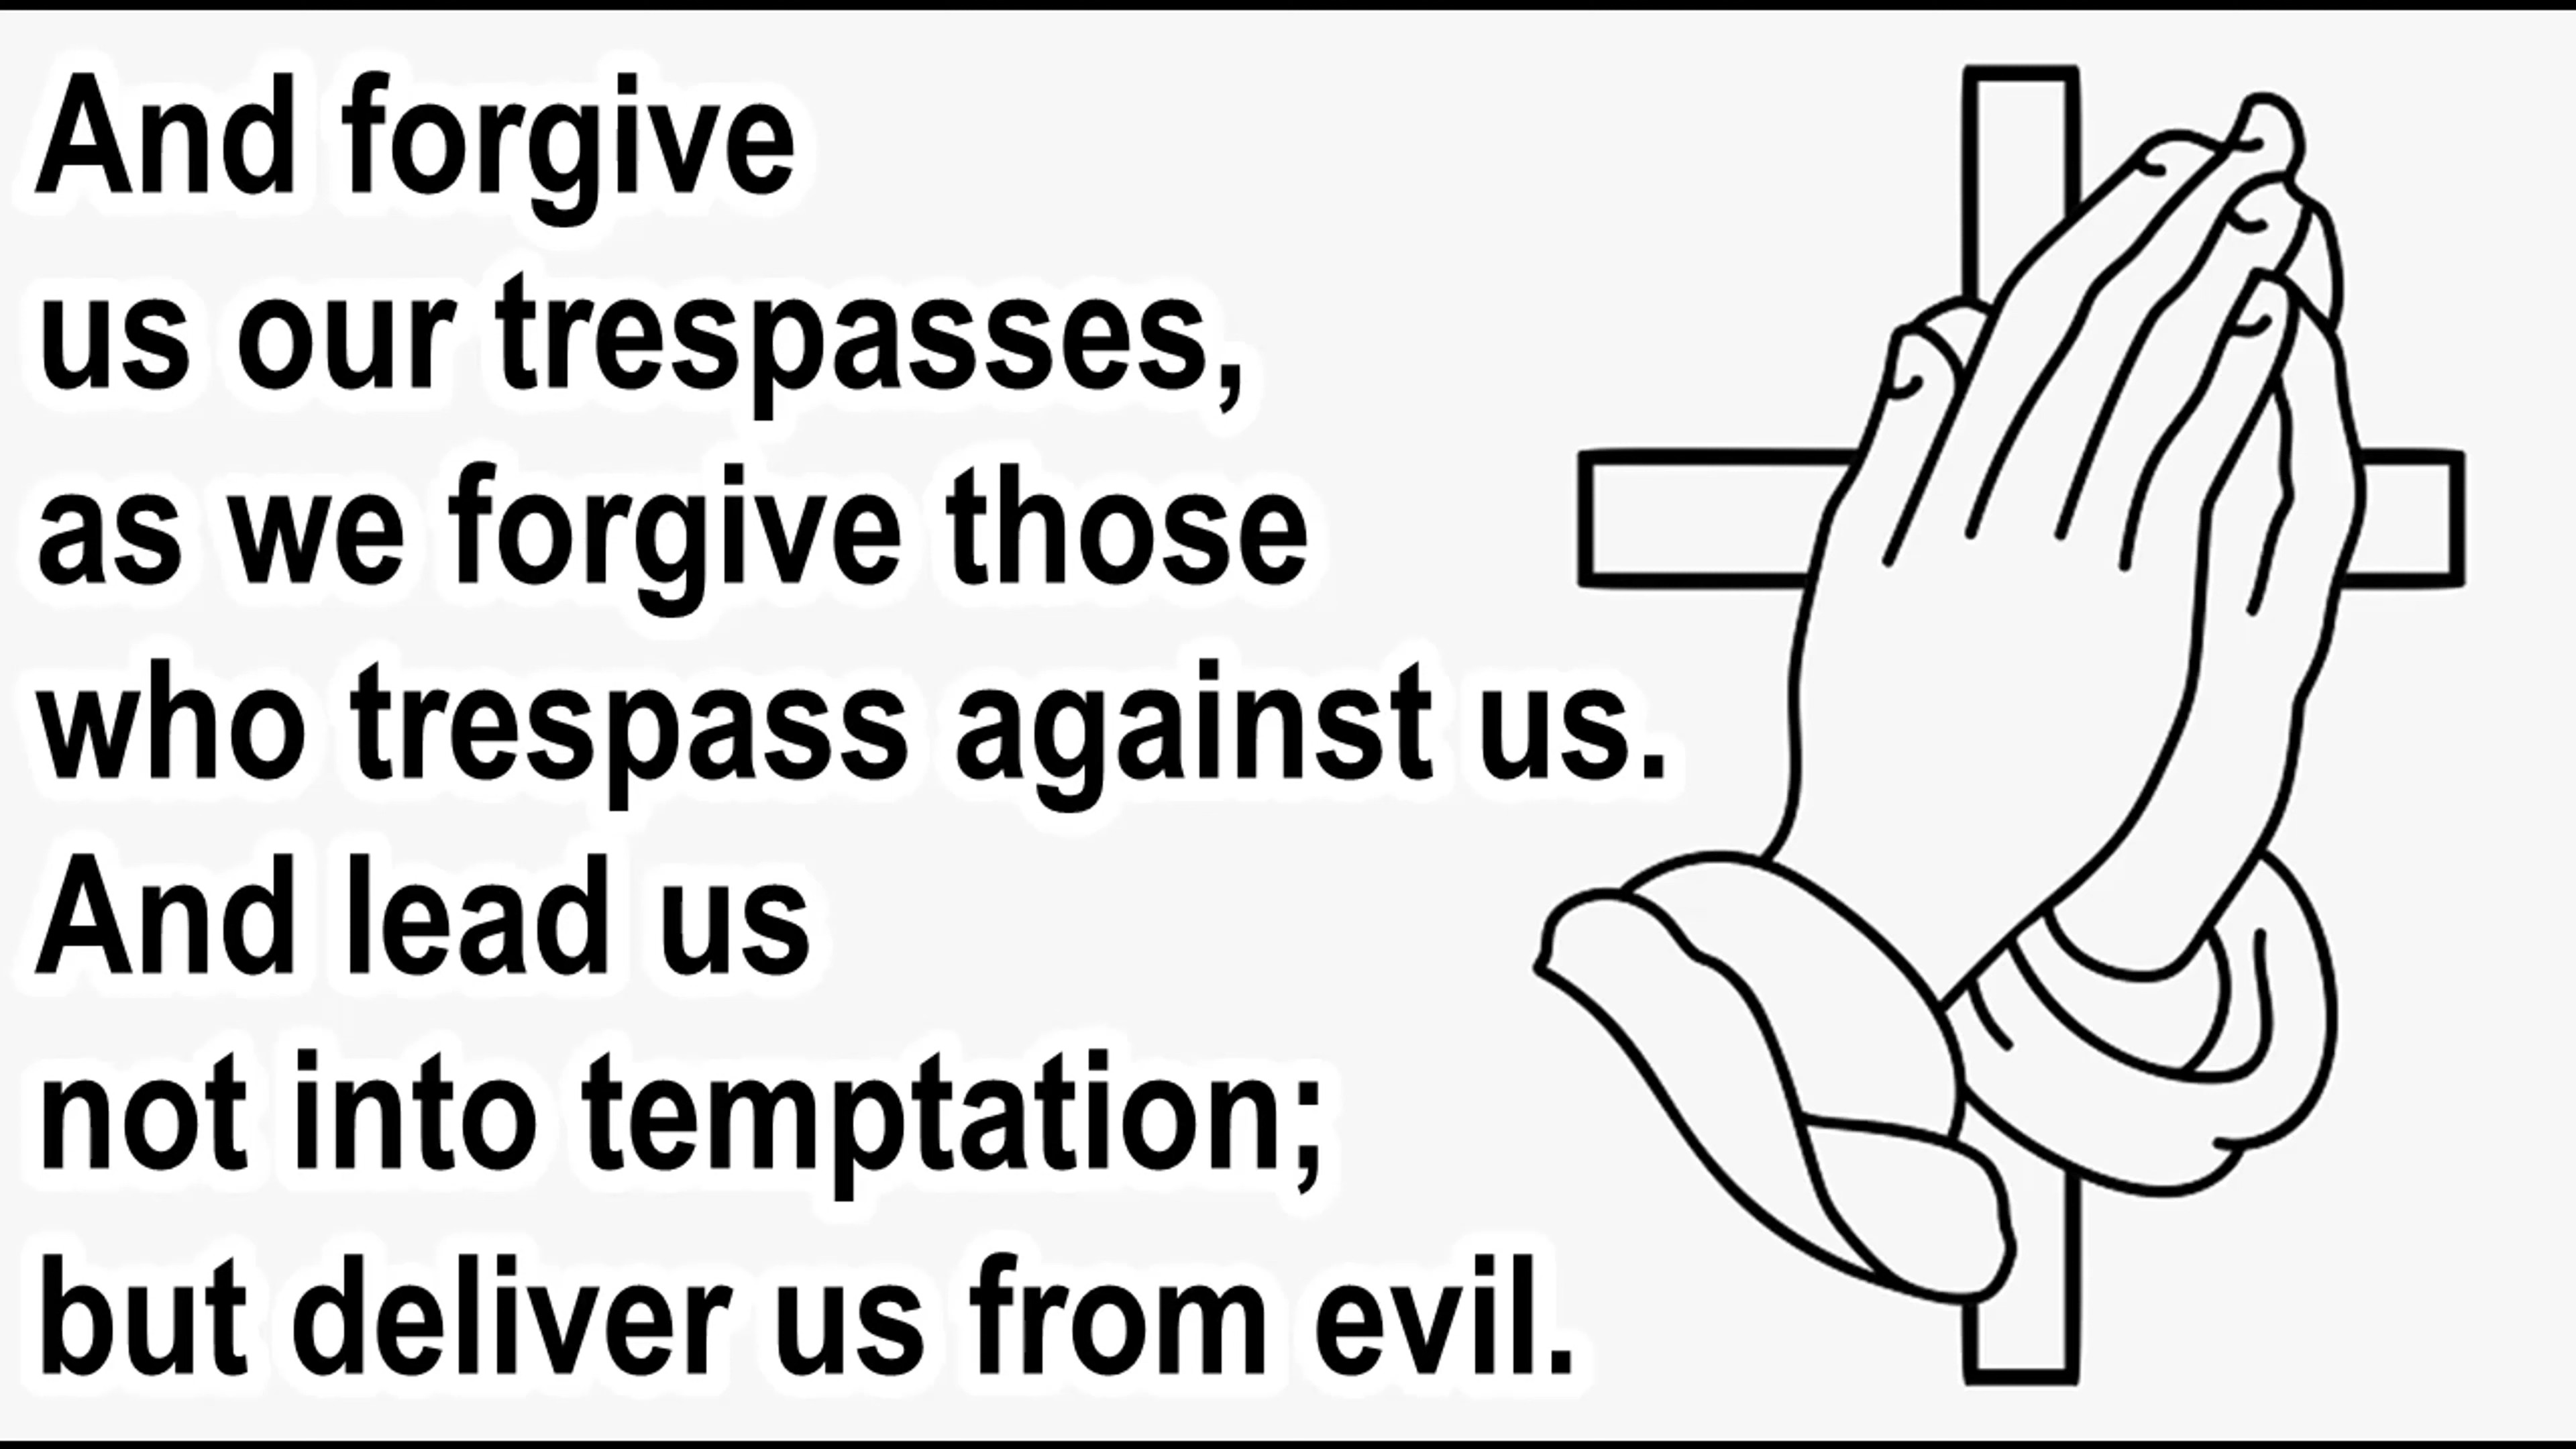 And forgive
us our trespasses,
as we forgive those
who trespass against us.
And lead us
not into temptation;
but deliver us from evil.